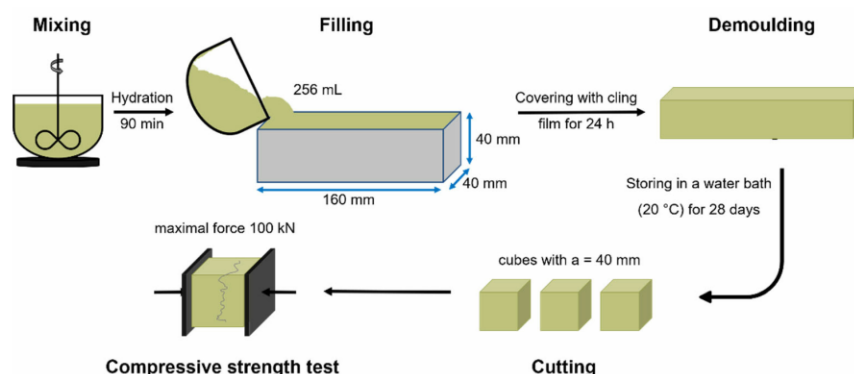 Mixing
Filling
Demoulding
Hydration
90 min
256 mL
Covering with cling
film for 24 h
40 mm
40 mm
160 mm
Storing in a water bath
(20 °C) for 28 days
maximal force 100 kN
cubes with a = 40 mm
Compressive strength test
Cutting